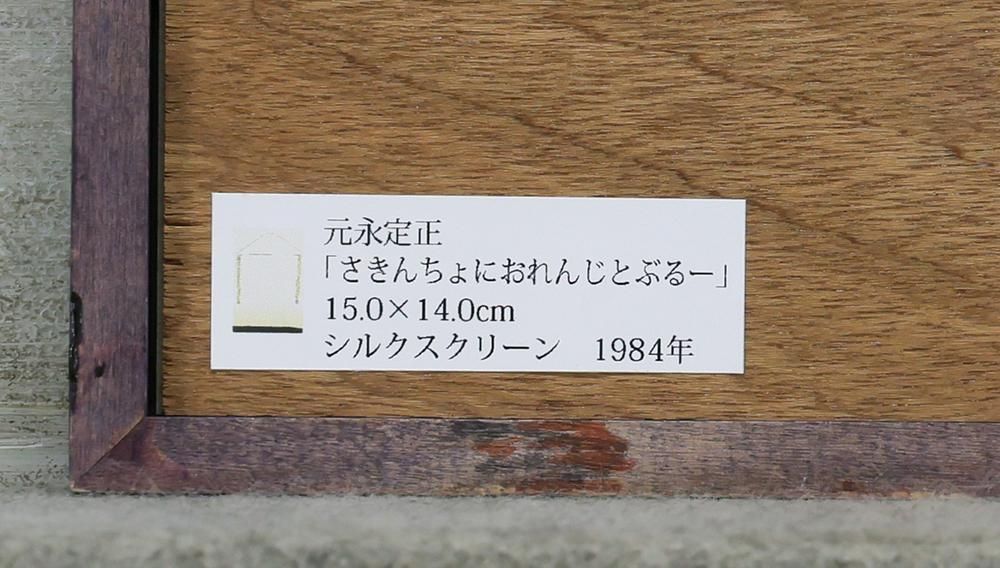 元永定正
「さきんちょにおれんじとぶるー」
15.0×14.0cm
シルクスクリーン　1984年